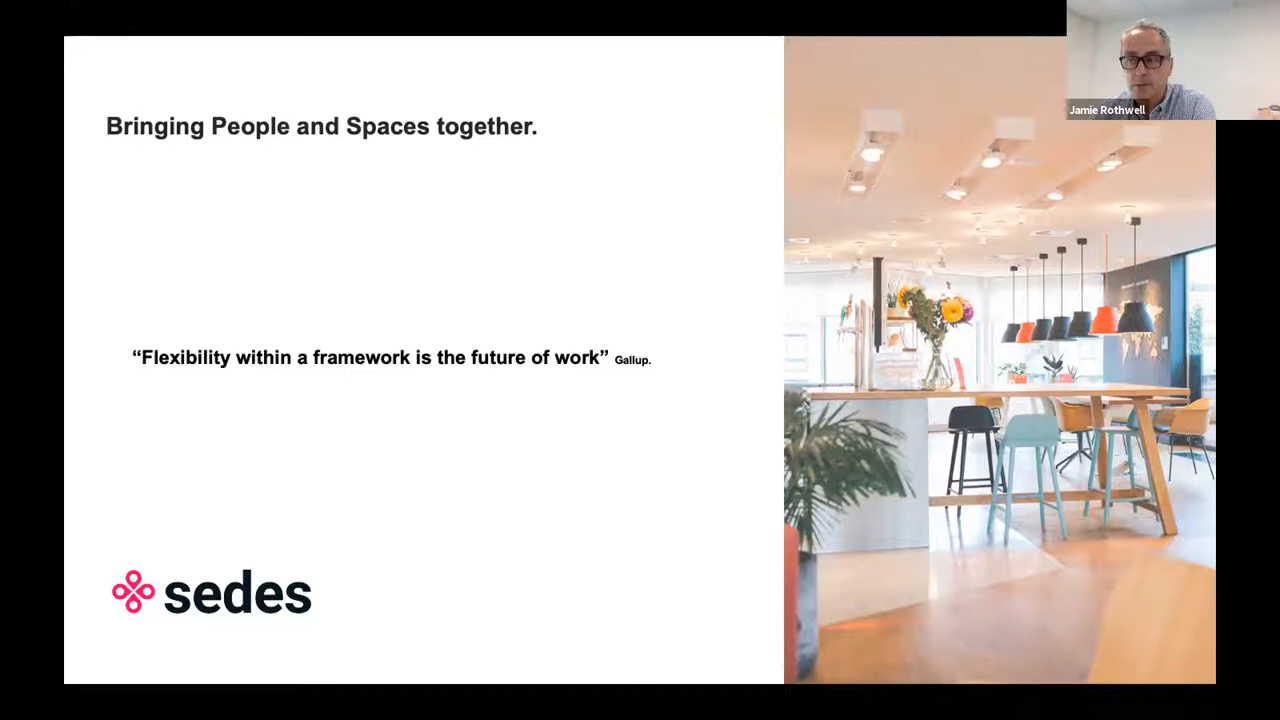 Bringing People and Spaces together.
Jamie Rothwell
“Flexibility within a framework is the future of work” Gallup.
sedes